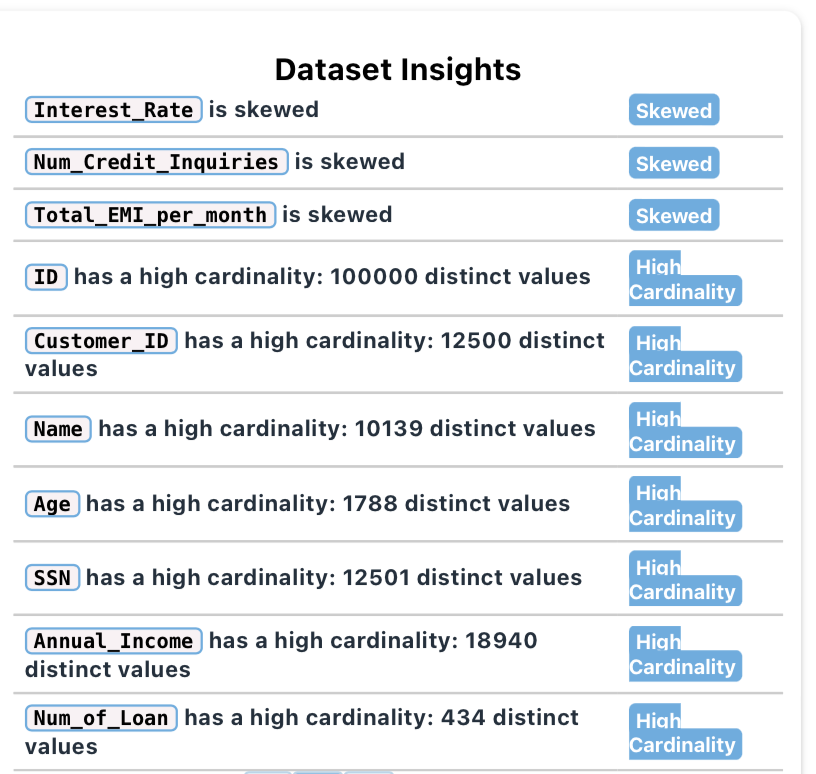 Dataset Insights
Interest_Rate is skewed Skewed
Num_Credit_Inquiries is skewed Skewed
Total_EMI_per_month is skewed Skewed
ID has a high cardinality: 100000 distinct values High
Cardinality
Customer_ID has a high cardinality: 12500 distinct
values
High
Cardinality
Name has a high cardinality: 10139 distinct values High
Cardinality
Age has a high cardinality: 1788 distinct values High
Cardinality
SSN has a high cardinality: 12501 distinct values High
Cardinality
Annual_Income has a high cardinality: 18940
distinct values
High
Cardinality
Num_of_Loan has a high cardinality: 434 distinct
values
High
Cardinality